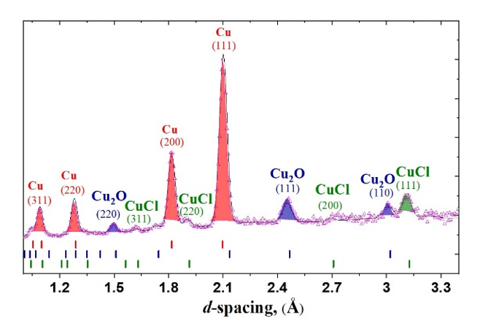 Cu
(111)
Cu
(200)
Cu
(311)
Cu
(220)
Cu2O
(220)
CuCl
(311)
CuCl
(220)
Cu2O
(111)
CuCl
(200)
Cu2O
(110)
CuCl
(111)
1.2 1.5 1.8 2.1 2.4 2.7 3 3.3
d-spacing, (Å)